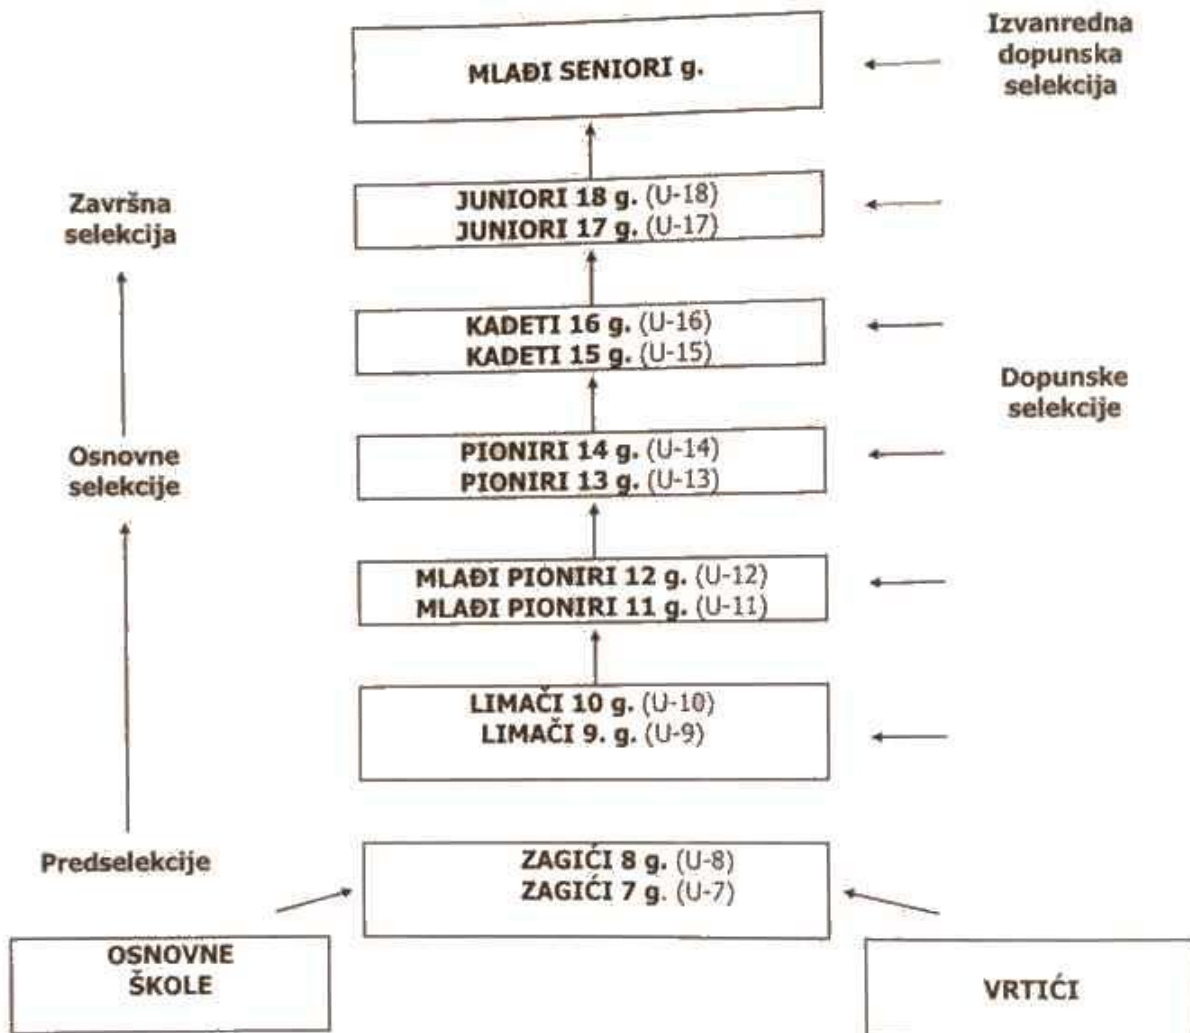 Izvanredna
dopunska
selekcija
MLAĐI SENIORI g.
Završna
selekcija
JUNIORI 18 g. (U-18)
JUNIORI 17 g. (U-17)
KADETI 16 g. (U-16)
KADETI 15 g. (U-15)
Dopunske
selekcije
Osnovne
selekcije
PIONIRI 14 g. (U-14)
PIONIRI 13 g. (U-13)
MLAĐI PIONIRI 12 g. (U-12)
MLAĐI PIONIRI 11 g. (U-11)
LIMAČI 10 g. (U-10)
LIMAČI 9. g. (U-9)
Predselekcije
ZAGIĆI 8 g. (U-8)
ZAGIĆI 7 g. (U-7)
OSNOVNE
ŠKOLE
VRTIĆI